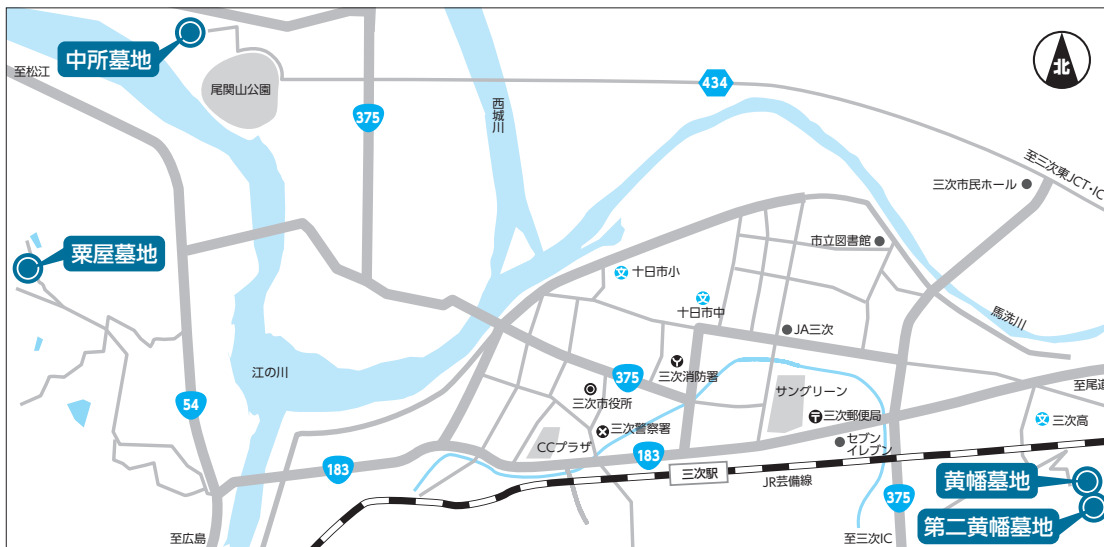 中所墓地
至松江
尾関山公園
375
西城川
434
北
至三次東JCT・IC
三次市民ホール
市立図書館
粟屋墓地
文
十日市小
文
十日市中
馬洗川
JA三次
江の川
54
三次消防署
375
三次市役所
サングリーン
至尾道
三次郵便局
文
三次高
三次警察署
CCプラザ
セブン
イレブン
183
183
三次駅
JR芸備線
黄幡墓地
375
第二黄幡墓地
至広島
至三次IC